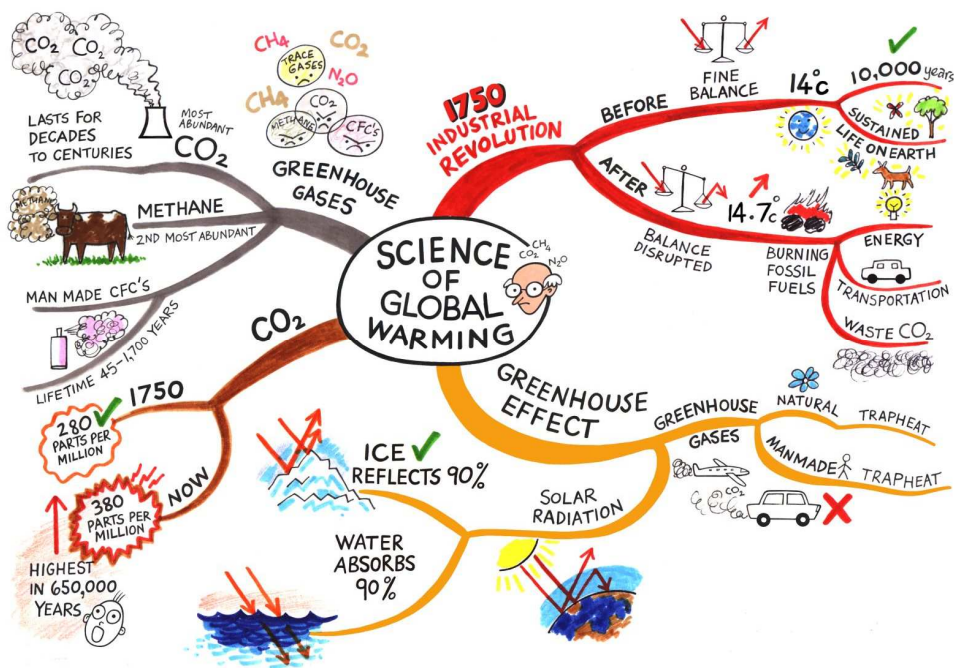 SCIENCE
OF
GLOBAL
WARMING
CH4
CO2
N2O
1750
INDUSTRIAL
REVOLUTION
BEFORE
FINE
BALANCE
14°C
10,000 years
SUSTAINED
LIFE ON EARTH
AFTER
BALANCE
DISRUPTED
14.7°C
BURNING
FOSSIL
FUELS
ENERGY
TRANSPORTATION
WASTE CO2
GREENHOUSE
EFFECT
GREENHOUSE
GASES
NATURAL
TRAPHEAT
MANMADE
TRAPHEAT
CO2
SOLAR
RADIATION
ICE
REFLECTS 90%
WATER
ABSORBS
90%
CO2
1750
280
PARTS PER
MILLION
NOW
380
PARTS PER
MILLION
HIGHEST
IN 650,000
YEARS
GREENHOUSE
GASES
CH4
CO2
TRACE
GASES
N2O
CH4
CO2
METHANE
CFC'S
CO2 CO2
CO2
MOST
ABUNDANT
CO2
LASTS FOR
DECADES
TO CENTURIES
METHANE
METHANE
2ND MOST ABUNDANT
MAN MADE CFC'S
LIFETIME 45-1,700 YEARS